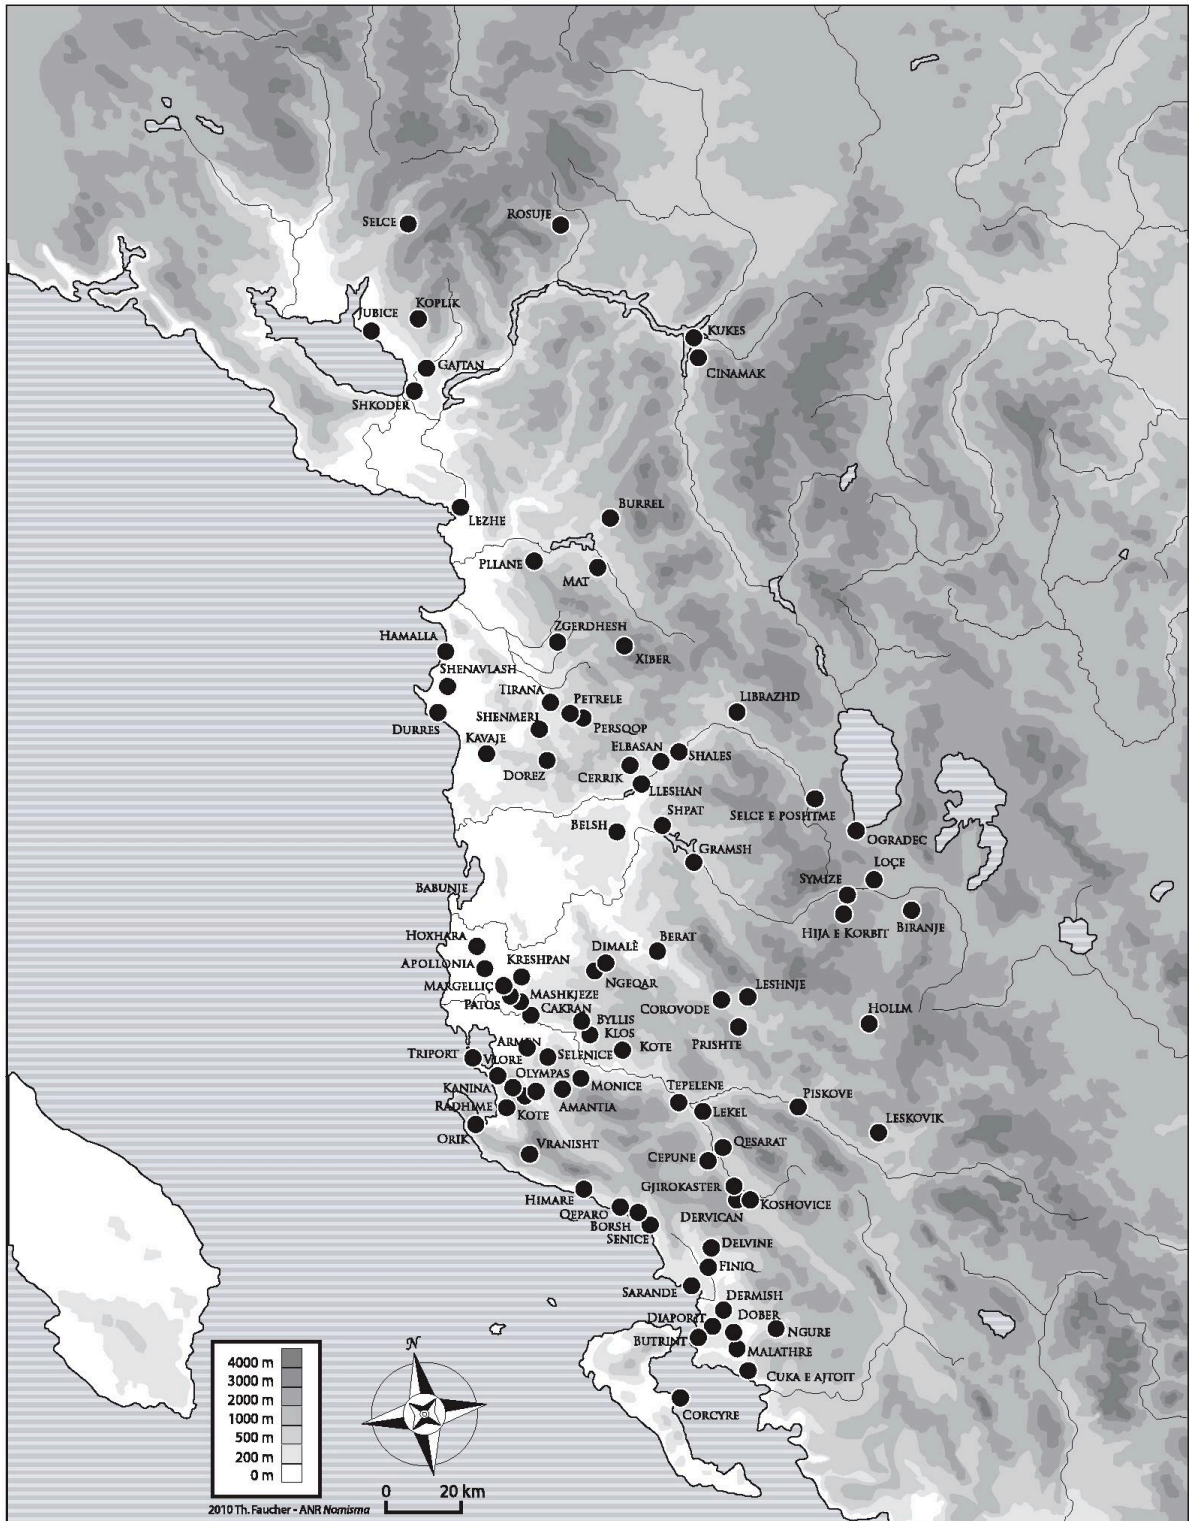 Selce
Rosuje
Koplik
Jubice
Kukes
Gajtan
Cinamak
Shkoder
Lezhe
Burrel
Pllane
Mat
Zgerdhesh
Hamalla
Xiber
Shenavlash
Tirana
Petrele
Librazhd
Shenmeri
Persqop
Durres
Kavaje
Elbasan
Shales
Dorez
Cerrik
Lleshan
Selce e Poshtme
Shpat
Belsh
Ogradec
Gramsh
Loçe
Symize
Babunje
Hija e Korbit
Biranje
Hoxhara
Dimalë
Berat
Apollonia
Kreshpan
Ngeqar
Margelliç
Mashkjeze
Leshnje
Patos
Cakran
Corovode
Hollm
Byllis
Klos
Prishte
Armen
Triport
Vlore
Selenice
Kote
Olympas
Monice
Kanina
Amantia
Tepelene
Piskove
Radhime
Kote
Lekel
Orik
Leskovik
Vranisht
Qesarat
Cepune
Gjirokaster
Himare
Koshovice
Qeparo
Dervican
Borsh
Senice
Delvine
Finiq
Sarande
Dermish
Diaporit
Dober
Ngure
Butrint
Malathre
Cuka e Ajtoit
Corcyre
N
4000 m
3000 m
2000 m
1000 m
500 m
200 m
0 m
0 20 km
2010 Th. Faucher - ANR Nomisma